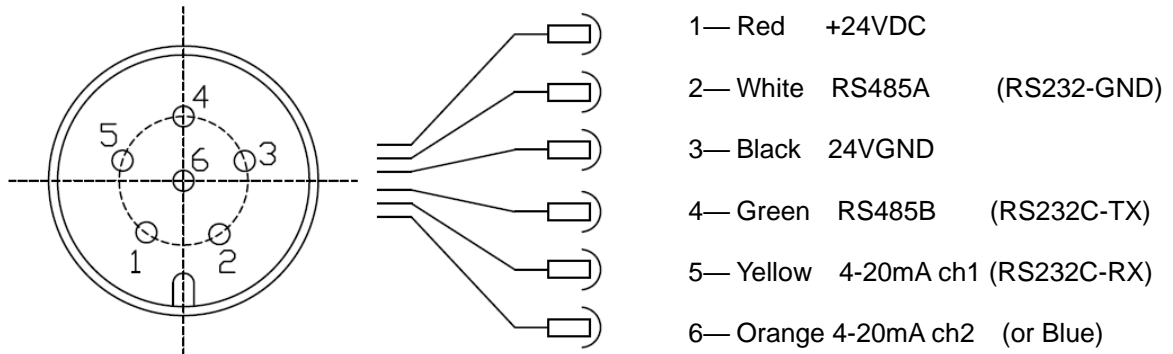 4
5
3
6
1
2
1— Red +24VDC
2— White RS485A (RS232-GND)
3— Black 24VGND
4— Green RS485B (RS232C-TX)
5— Yellow 4-20mA ch1 (RS232C-RX)
6— Orange 4-20mA ch2 (or Blue)